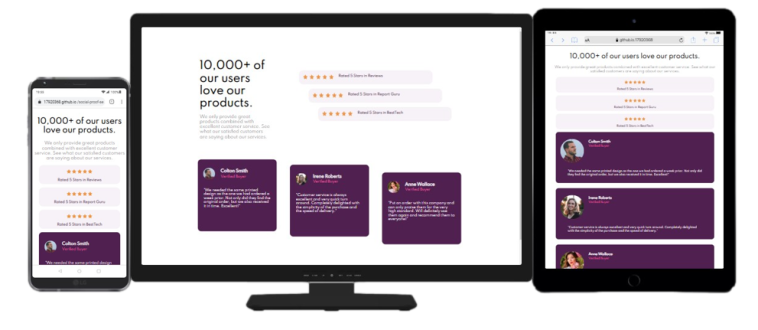 10,000+ of our users
love our products.
We only provide great products
combined with excellent customer
service. See what our satisfied customers
are saying about our services.
Rated 5 Stars in Reviews
Rated 5 Stars in Report Guru
Rated 5 Stars in BestTech
Colton Smith
Verified Buyer
"We needed the same printed design
LG
10,000+ of
our users
love our
products.
We only provide great
products combined with
excellent customer
service. See
what our satisfied customers
are saying about our services.
Rated 5 Stars in Reviews
Rated 5 Stars in Report Guru
Rated 5 Stars in BestTech
Colton Smith
Verified Buyer
"We needed the same printed
design as the one we had ordered a
week prior. Not only did they find the
original order, but we also received
it in time. Excellent!"
Irene Roberts
Verified Buyer
"Customer service is always
excellent and very quick turn
around. Completely delighted with
the simplicity of the purchase and
the speed of delivery."
Anne Wallace
Verified Buyer
"Put an order with this company and
can only praise them for the very
high standard. Will definitely use
them again and recommend them to
everyone!"
10,000+ of our users love our products.
We only provide great products combined with excellent customer service. See what our
satisfied customers are saying about our services.
Rated 5 Stars in Reviews
Rated 5 Stars in Report Guru
Rated 5 Stars in BestTech
Colton Smith
Verified Buyer
"We needed the same printed design as the one we had ordered a week prior. Not only did they
find the original order, but we also received it in time. Excellent!"
Irene Roberts
Verified Buyer
"Customer service is always excellent and very quick turn around. Completely delighted
with the simplicity of the purchase and the speed of delivery."
Anne Wallace
Verified Buyer